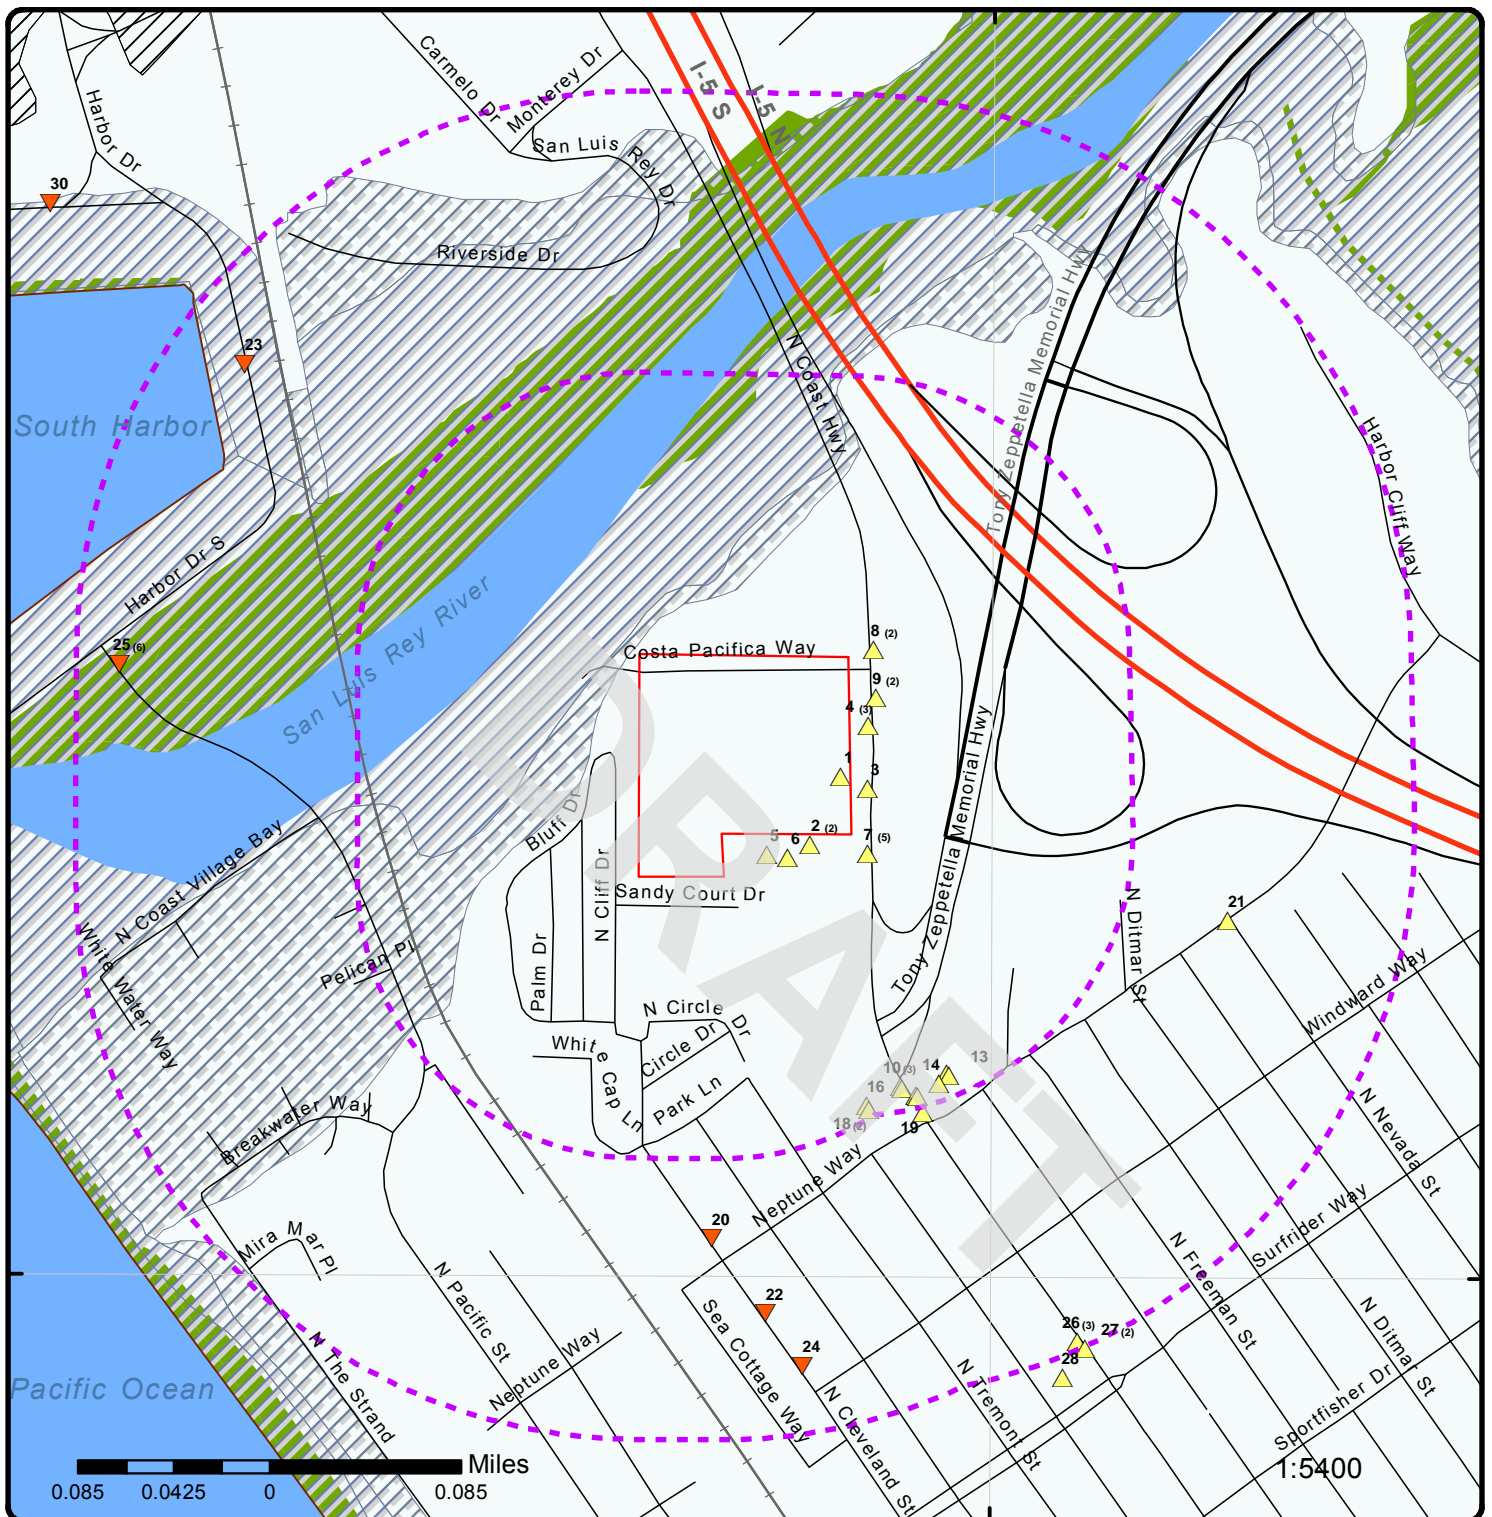 Carmelo Dr
Monterey Dr
I-5 S
I-5 N
Harbor Dr
San Luis Rey Dr
30
Riverside Dr
Tony Zeppetella Memorial Hwy
23
N Coast Hwy
South Harbor
Harbor Cliff Way
Harbor Dr S
San Luis Rey River
25 (6)
8 (2)
Costa Pacifica Way
9 (2)
4 (3)
1
3
Tony Zeppetella Memorial Hwy
Bluff Dr
2 (2)
7 (5)
5
6
N Coast Village Bay
N Cliff Dr
Sandy Court Dr
DRAFT
N Ditmar St
21
White Water Way
Pelican Pl
Palm Dr
Windward Way
N Circle Dr
White Cap Ln
Circle Dr
Park Ln
10 (3)
14
13
16
18 (2)
19
N Nevada St
Breakwater Way
Neptune Way
20
Mira Mar Pl
Surfrider Way
N Freeman St
N Pacific St
22
Sea Cottage Way
24
26 (3)
27 (2)
28
N Ditmar St
N The Strand
Neptune Way
Pacific Ocean
N Cleveland St
N Tremont St
Sportfisher Dr
Miles
1:5400
0.085
0.0425
0
0.085